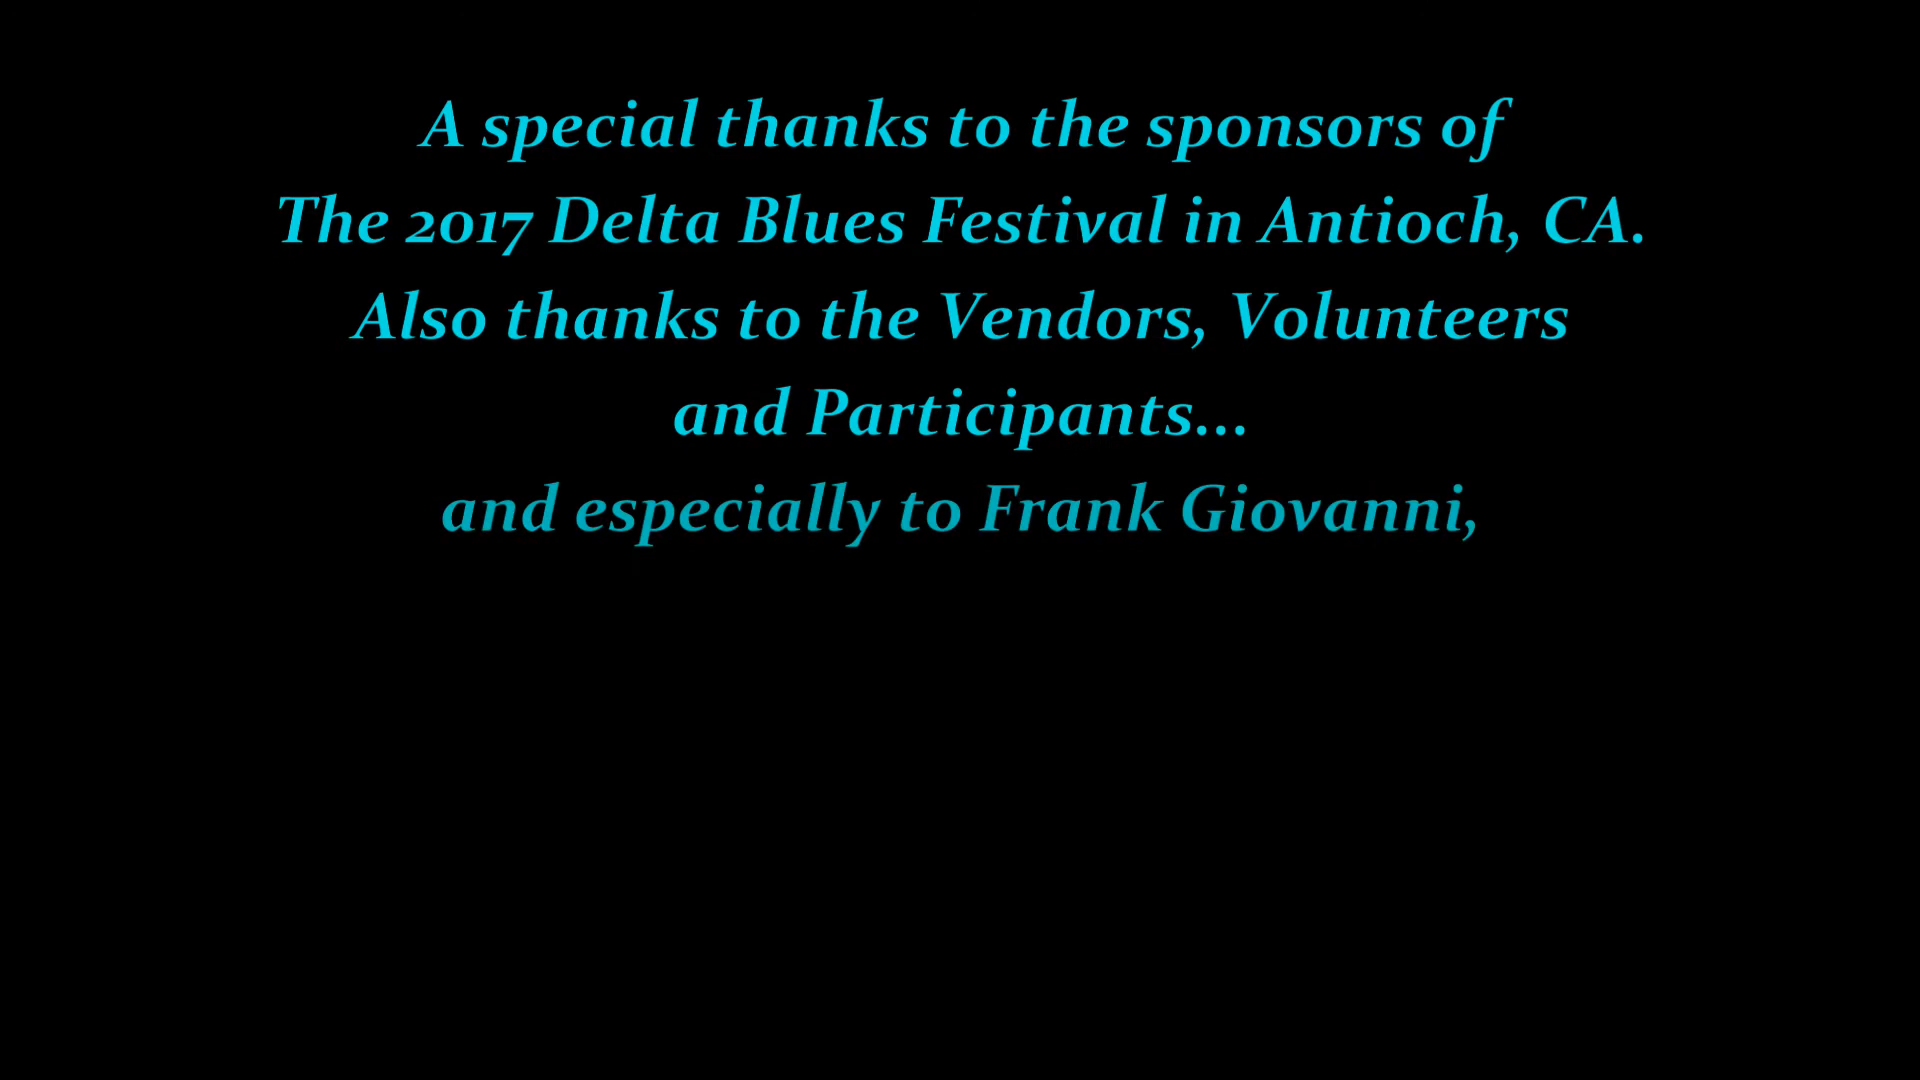 A special thanks to the sponsors of
The 2017 Delta Blues Festival in Antioch, CA.
Also thanks to the Vendors, Volunteers
and Participants...
and especially to Frank Giovanni,